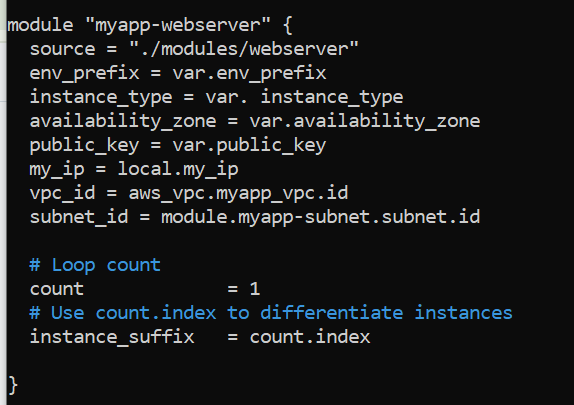 module "myapp-webserver" {
  source = "./modules/webserver"
  env_prefix = var.env_prefix
  instance_type = var. instance_type
  availability_zone = var.availability_zone
  public_key = var.public_key
  my_ip = local.my_ip
  vpc_id = aws_vpc.myapp_vpc.id
  subnet_id = module.myapp-subnet.subnet.id

  # Loop count
  count            = 1
  # Use count.index to differentiate instances
  instance_suffix   = count.index

}